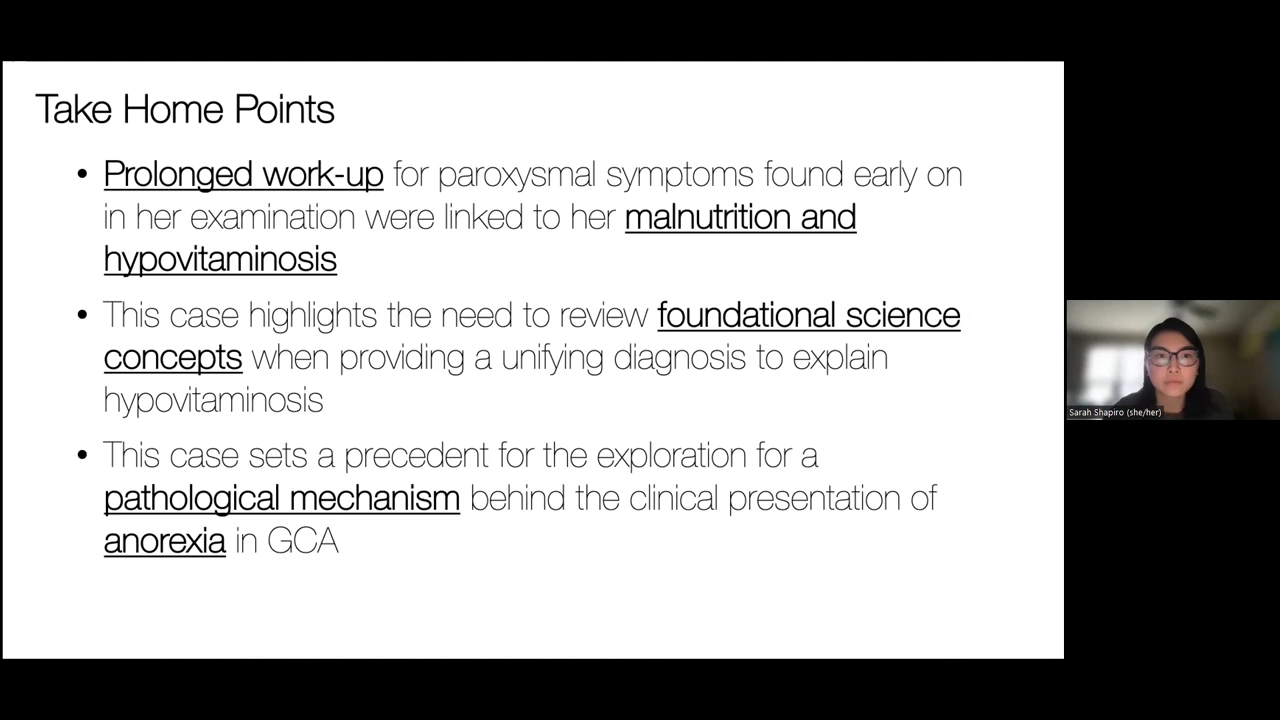 Take Home Points
• Prolonged work-up for paroxysmal symptoms found early on
in her examination were linked to her malnutrition and
hypovitaminosis
• This case highlights the need to review foundational science
concepts when providing a unifying diagnosis to explain
hypovitaminosis
• This case sets a precedent for the exploration for a
pathological mechanism behind the clinical presentation of
anorexia in GCA
Sarah Shapiro (she/her)